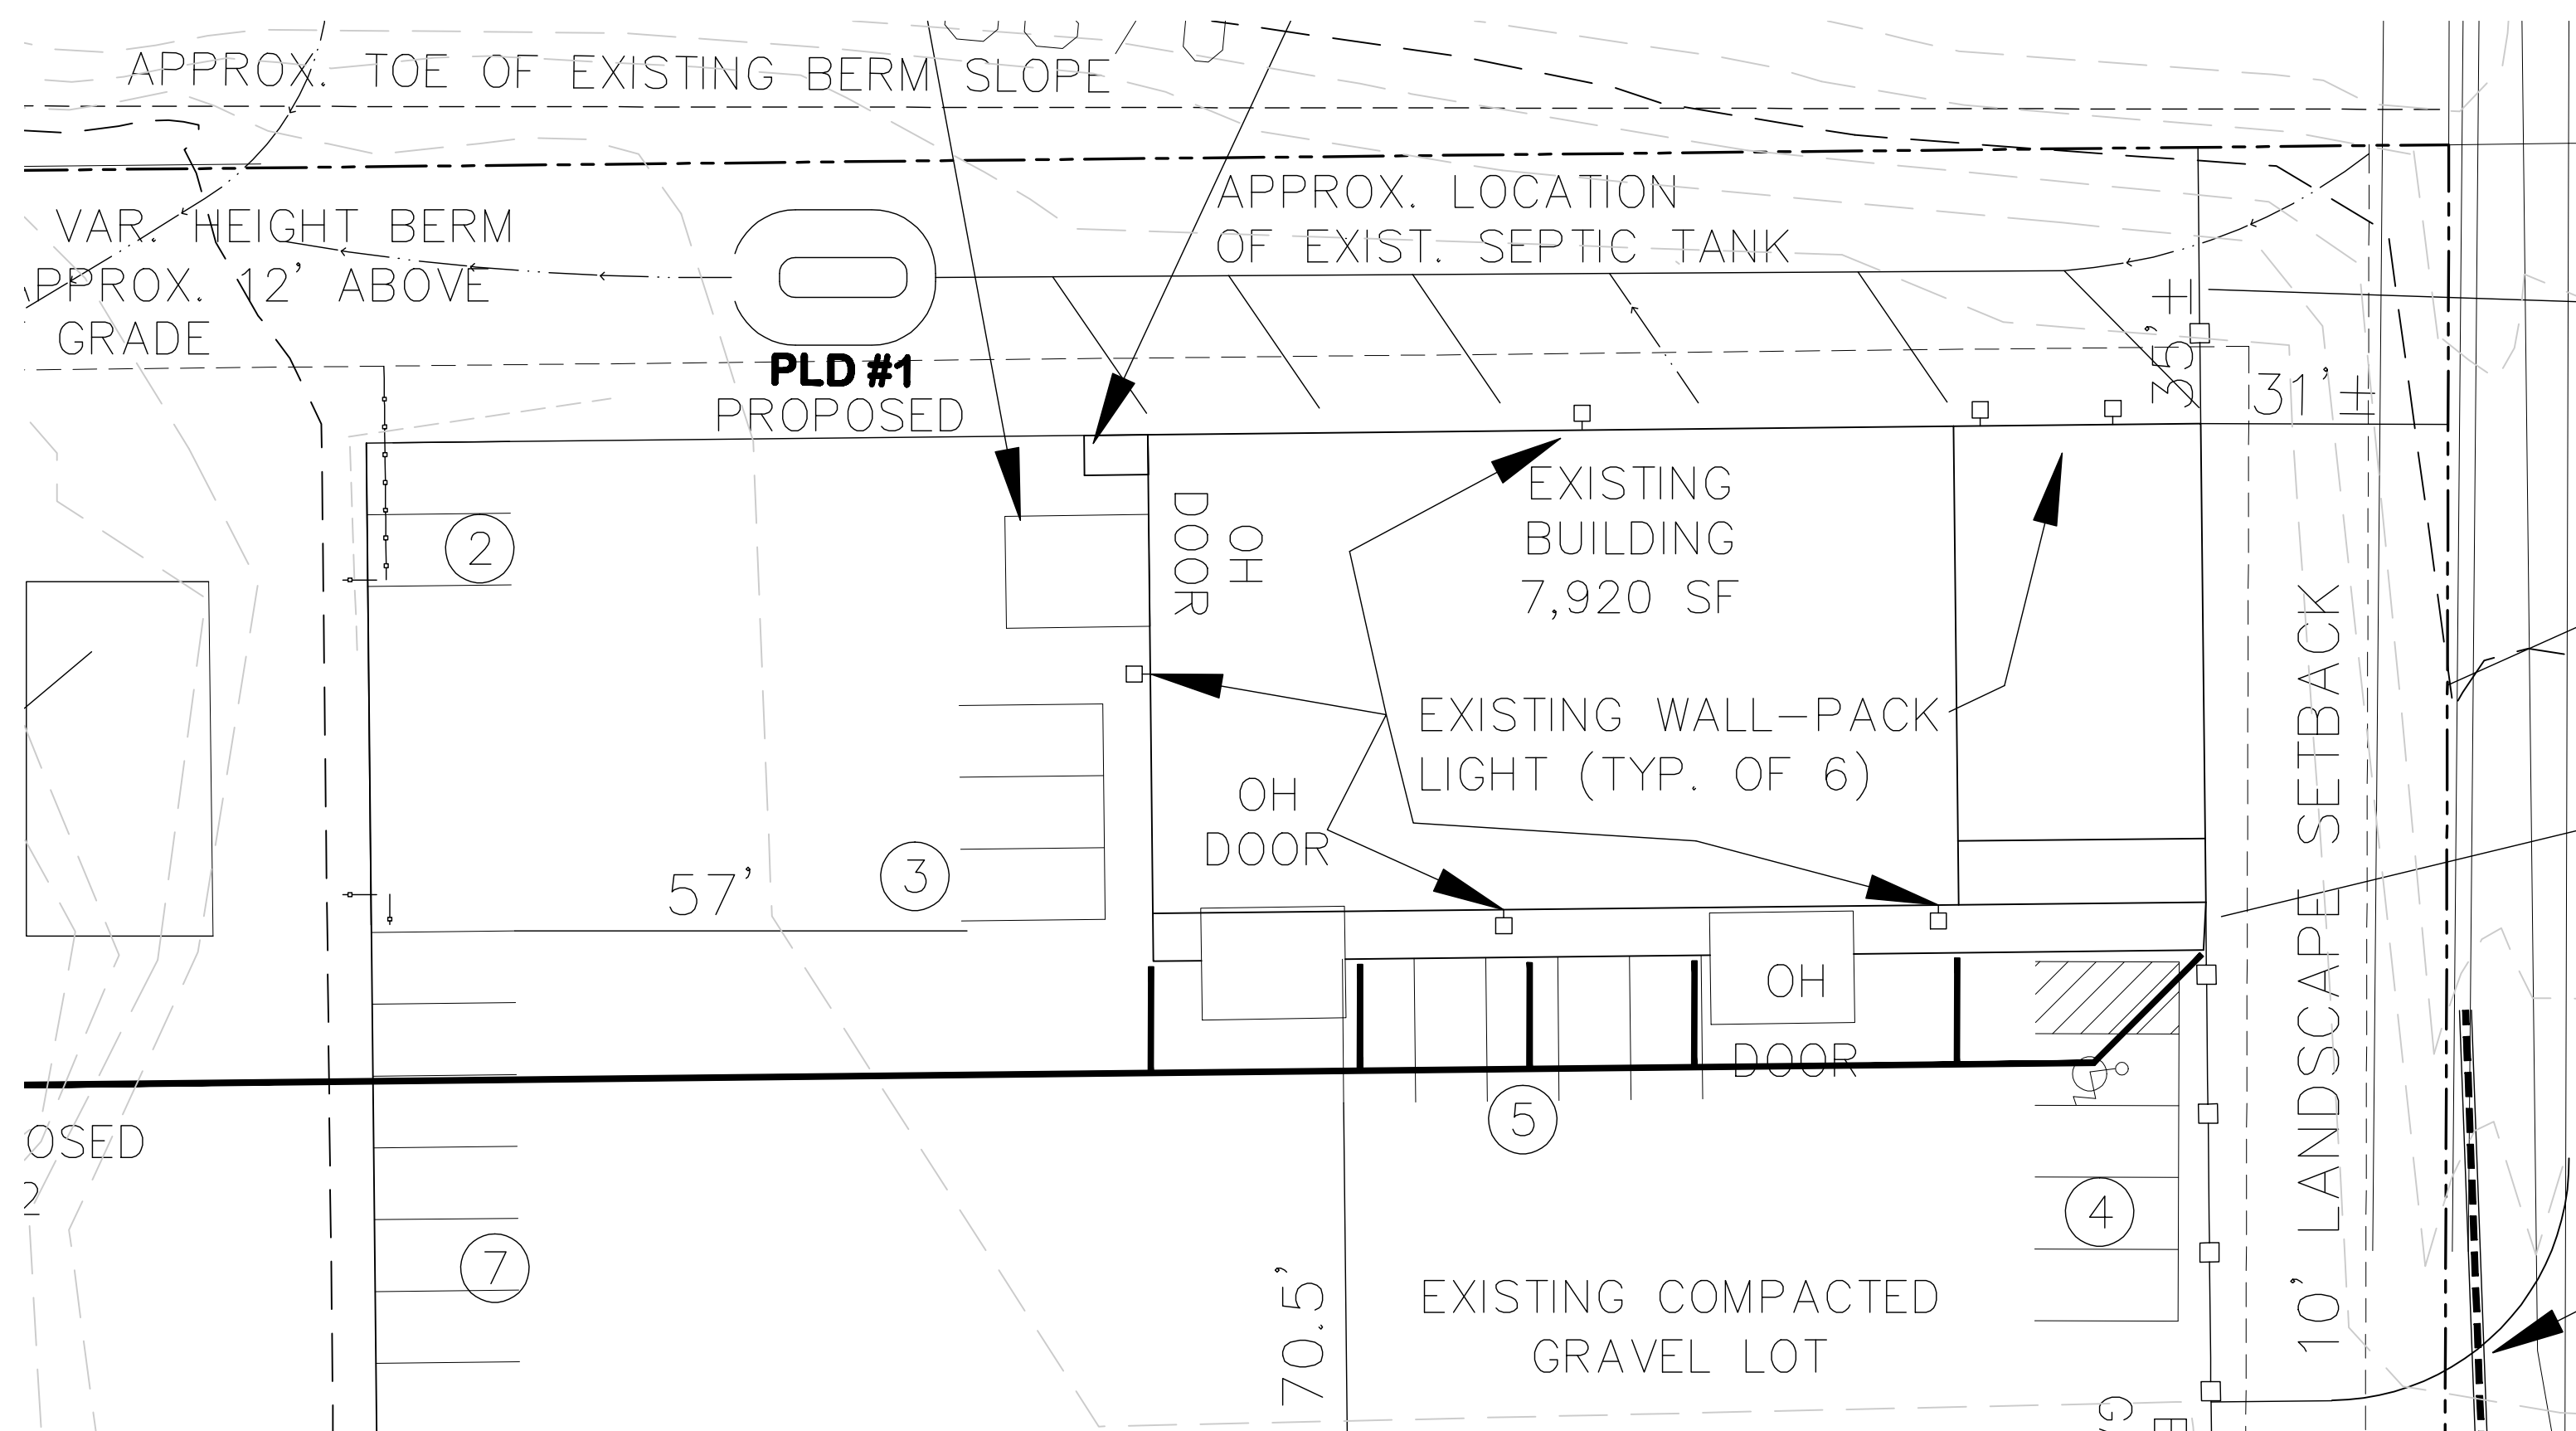 APPROX. TOE OF EXISTING BERM SLOPE
VAR. HEIGHT BERM
APPROX. 12' ABOVE
GRADE
APPROX. LOCATION
OF EXIST. SEPTIC TANK
PLD #1
PROPOSED
35'±
31'±
2
OH
DOOR
EXISTING
BUILDING
7,920 SF
EXISTING WALL-PACK
LIGHT (TYP. OF 6)
OH
DOOR
3
57'
OH
DOOR
5
4
7
OSED
2
70.5'
EXISTING COMPACTED
GRAVEL LOT
10' LANDSCAPE SETBACK